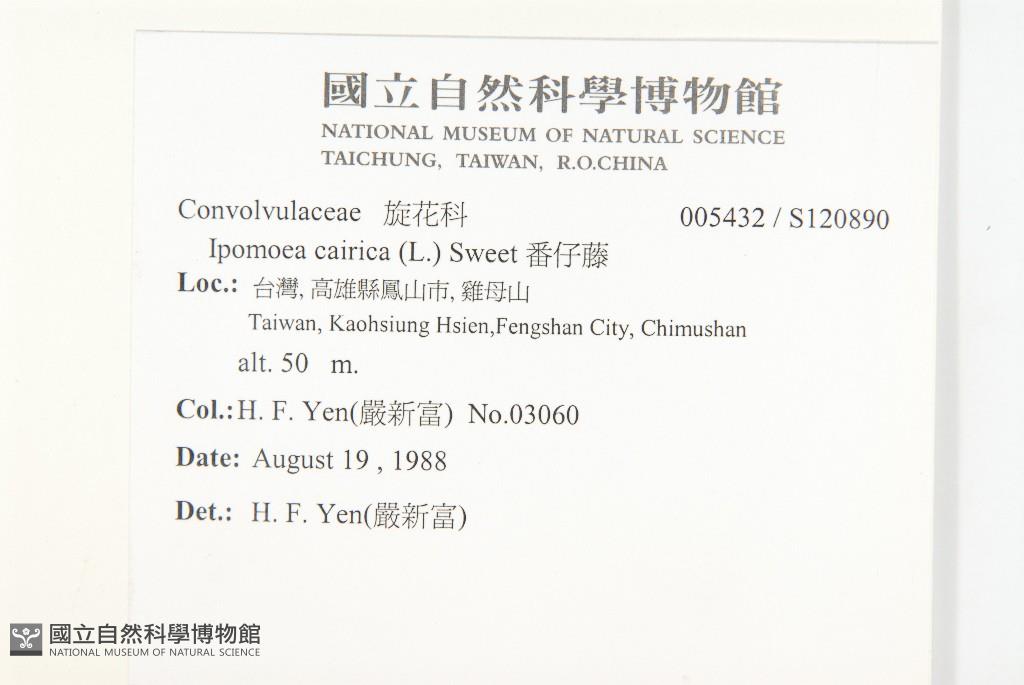 國立自然科學博物館
NATIONAL MUSEUM OF NATURAL SCIENCE
TAICHUNG, TAIWAN, R.O.CHINA
Convolvulaceae 旋花科 005432 / S120890
Ipomoea cairica (L.) Sweet 番仔藤
Loc.: 台灣, 高雄縣鳳山市, 雞母山
Taiwan, Kaohsiung Hsien,Fengshan City, Chimushan
alt. 50 m.
Col.:H. F. Yen(嚴新富) No.03060
Date: August 19 , 1988
Det.: H. F. Yen(嚴新富)
國立自然科學博物館
NATIONAL MUSEUM OF NATURAL SCIENCE